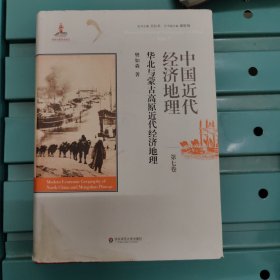 中国近代
经济地理
第七卷
华北与蒙古高原近代经济地理
樊如森 著
Modern Economic Geography of
North China and Mongolian Plateau
华东师范大学出版社